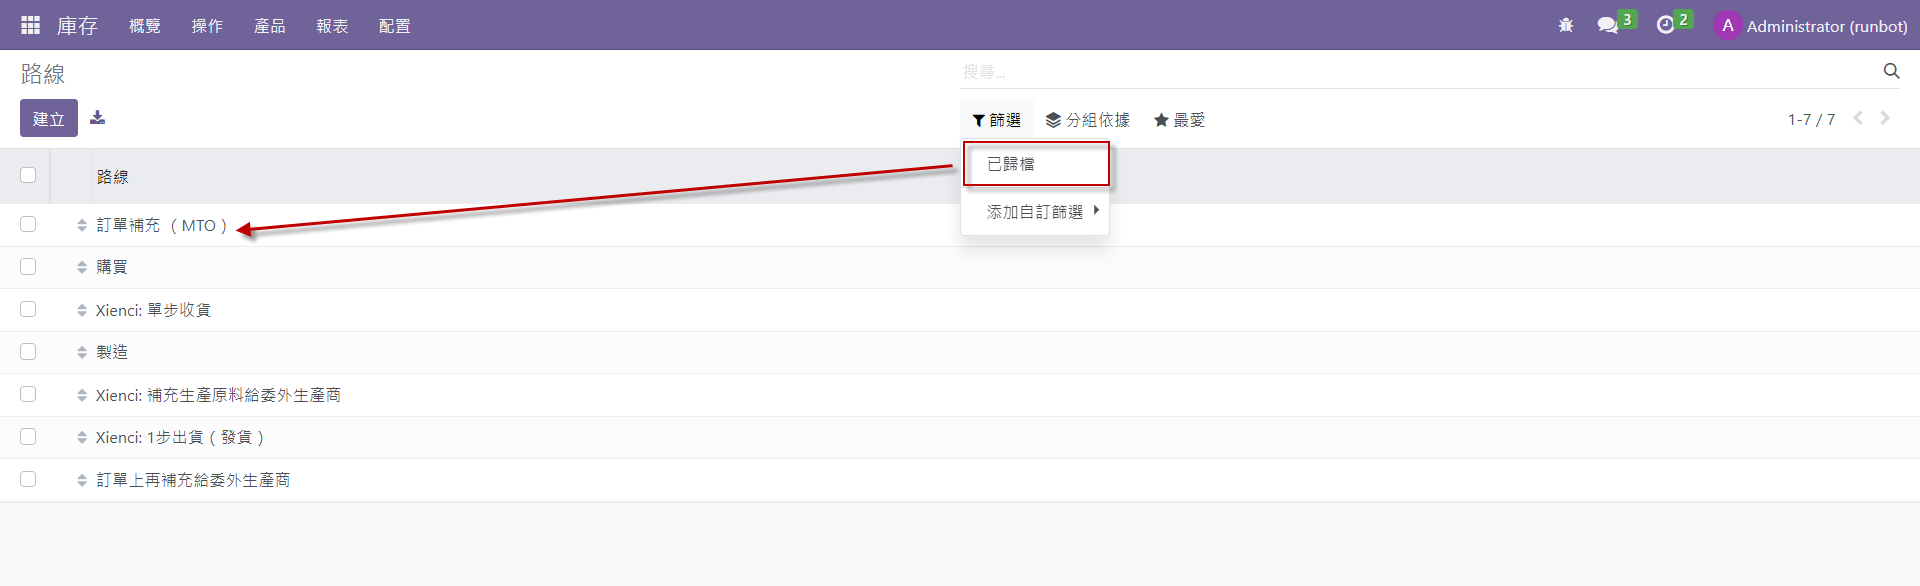 庫存 概覽 操作 產品 報表 配置 3 2 A Administrator (runbot)
路線 搜尋...
建立 篩選 分組依據 最愛 1-7 / 7
已歸檔
路線
添加自訂篩選
訂單補充 （ MTO ）
購買
Xienci: 單步收貨
製造
Xienci: 補充生產原料給委外生產商
Xienci: 1步出貨（ 發貨 ）
訂單上再補充給委外生產商